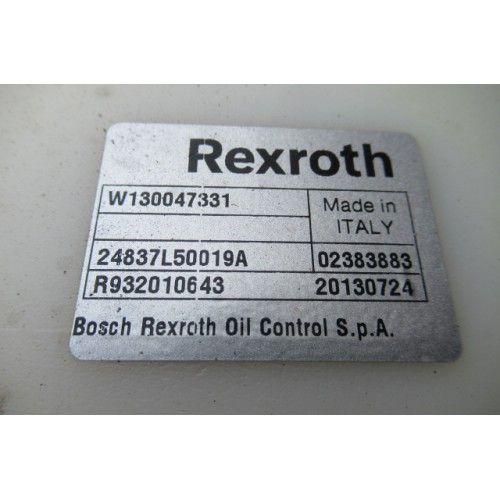 Rexroth
W130047331
Made in
ITALY
24837L50019A 02383883
R932010643 20130724
Bosch Rexroth Oil Control S.p.A.